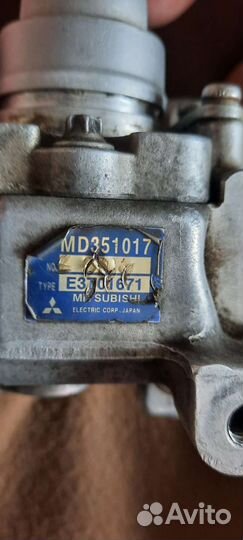 MD351017
NO.
TYPE E3T01671
MITSUBISHI
ELECTRIC CORP. JAPAN
Avito